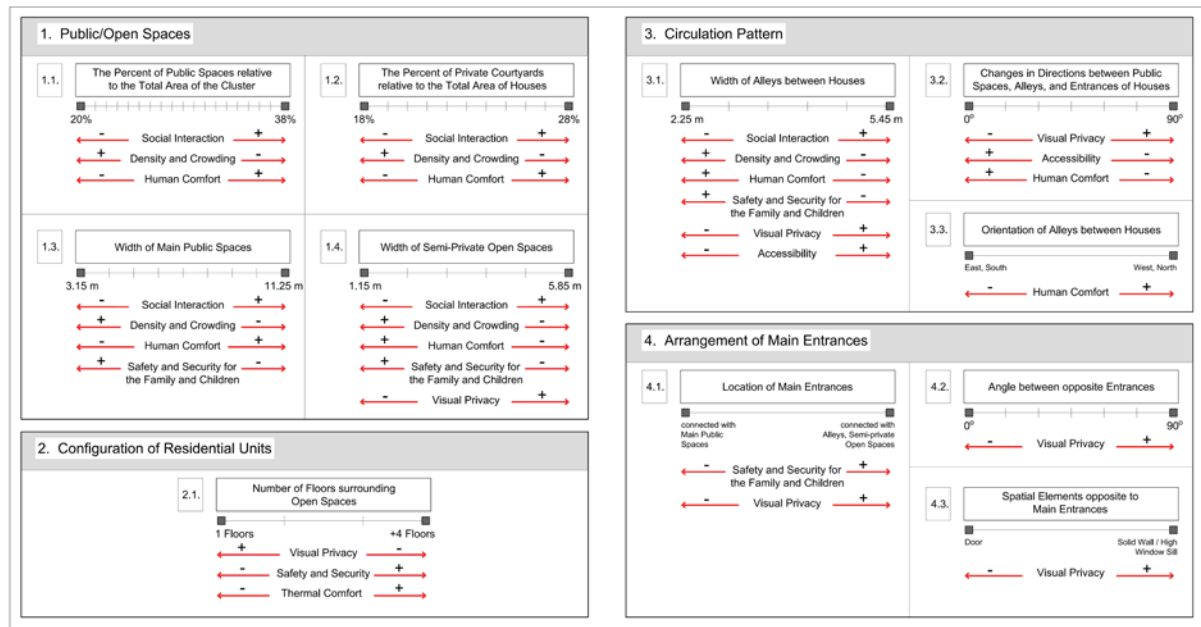 1. Public/Open Spaces
1.1.
The Percent of Public Spaces relative
to the Total Area of the Cluster
20% 38%
- Social Interaction +
+ Density and Crowding -
- Human Comfort +
1.2.
The Percent of Private Courtyards
relative to the Total Area of Houses
18% 28%
- Social Interaction +
+ Density and Crowding -
- Human Comfort +
1.3.
Width of Main Public Spaces
3.15 m 11.25 m
- Social Interaction +
+ Density and Crowding -
- Human Comfort +
+ Safety and Security for -
the Family and Children
1.4.
Width of Semi-Private Open Spaces
1.15 m 5.85 m
- Social Interaction +
+ Density and Crowding -
+ Human Comfort -
+ Safety and Security for -
the Family and Children
- Visual Privacy +
2. Configuration of Residential Units
2.1.
Number of Floors surrounding
Open Spaces
1 Floors +4 Floors
+ Visual Privacy -
- Safety and Security +
- Thermal Comfort +
3. Circulation Pattern
3.1.
Width of Alleys between Houses
2.25 m 5.45 m
- Social Interaction +
+ Density and Crowding -
+ Human Comfort -
+ Safety and Security for -
the Family and Children
- Visual Privacy +
- Accessibility +
3.2.
Changes in Directions between Public
Spaces, Alleys, and Entrances of Houses
0° 90°
- Visual Privacy +
+ Accessibility -
+ Human Comfort -
3.3.
Orientation of Alleys between Houses
East, South West, North
- Human Comfort +
4. Arrangement of Main Entrances
4.1.
Location of Main Entrances
connected with
Main Public
Spaces
connected with
Alleys, Semi-private
Open Spaces
- Safety and Security for +
the Family and Children
- Visual Privacy +
4.2.
Angle between opposite Entrances
0° 90°
- Visual Privacy +
4.3.
Spatial Elements opposite to
Main Entrances
Door
Solid Wall / High
Window Sill
- Visual Privacy +